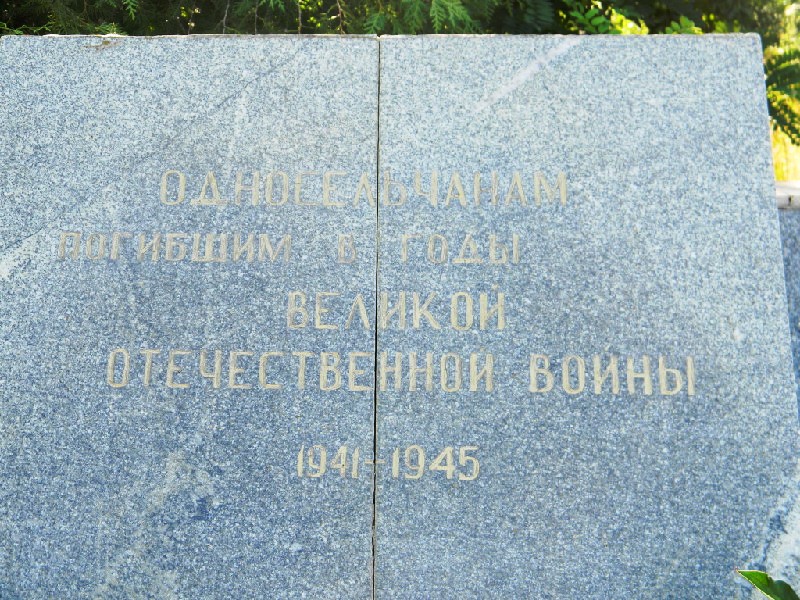 ОДНОСЕЛЬЧАНАМ
ПОГИБШИМ В ГОДЫ
ВЕЛИКОЙ
ОТЕЧЕСТВЕННОЙ ВОЙНЫ
1941-1945